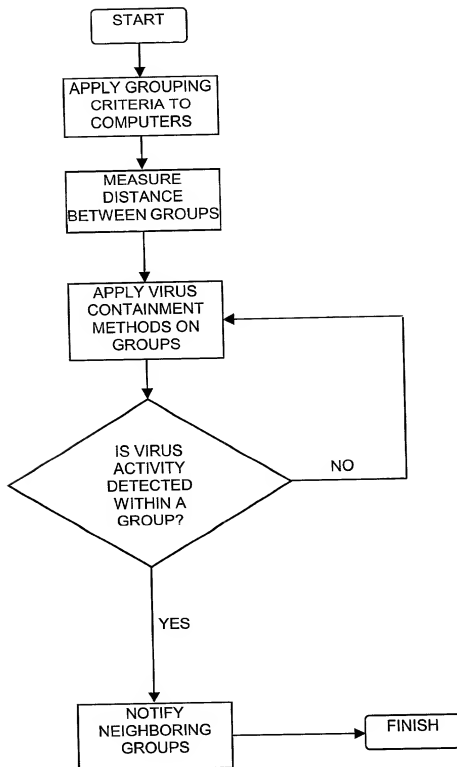 START
APPLY GROUPING
CRITERIA TO
COMPUTERS
MEASURE
DISTANCE
BETWEEN GROUPS
APPLY VIRUS
CONTAINMENT
METHODS ON
GROUPS
IS VIRUS
ACTIVITY
DETECTED
WITHIN A
GROUP?
NO
YES
NOTIFY
NEIGHBORING
GROUPS
FINISH